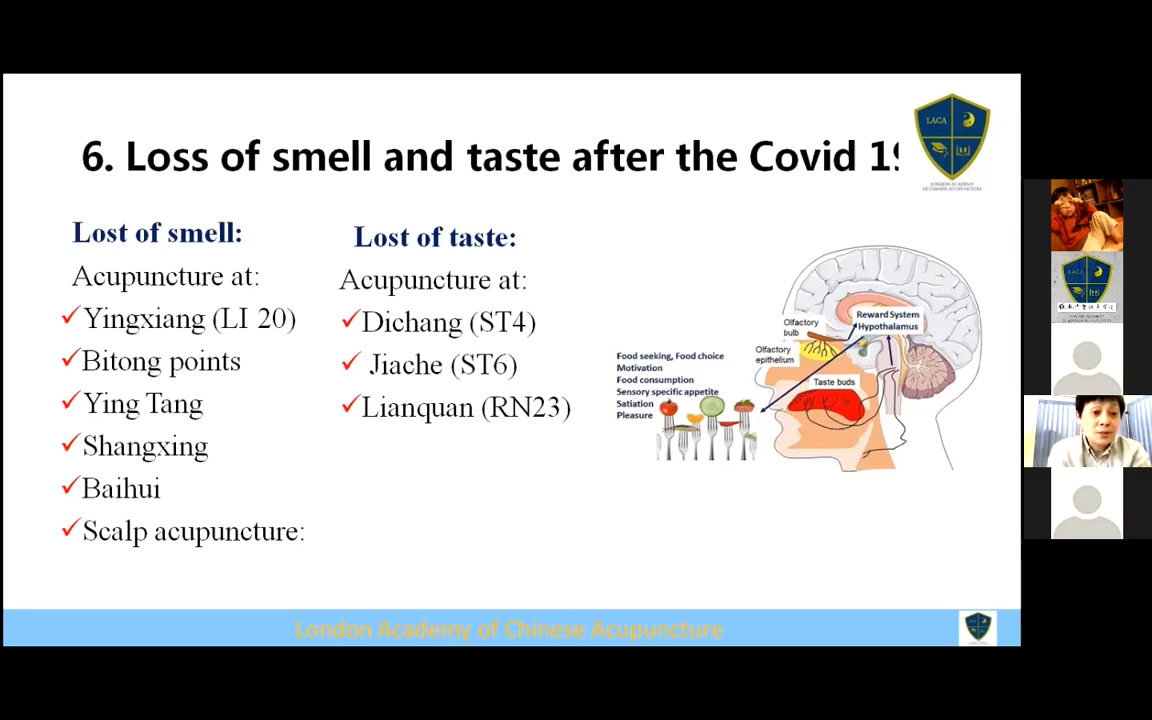 6. Loss of smell and taste after the Covid 19
LACA
LONDON ACADEMY
OF CHINESE ACUPUNCTURE
Lost of smell:
Acupuncture at:
✓Yingxiang (LI 20)
✓Bitong points
✓Ying Tang
✓Shangxing
✓Baihui
✓Scalp acupuncture:
Lost of taste:
Acupuncture at:
✓Dichang (ST4)
✓ Jiache (ST6)
✓Lianquan (RN23)
Food seeking, Food choice
Motivation
Food consumption
Sensory specific appetite
Satiation
Pleasure
Olfactory
bulb
Olfactory
epithelium
Reward System
Hypothalamus
Taste buds
London Academy of Chinese Acupuncture
LACA